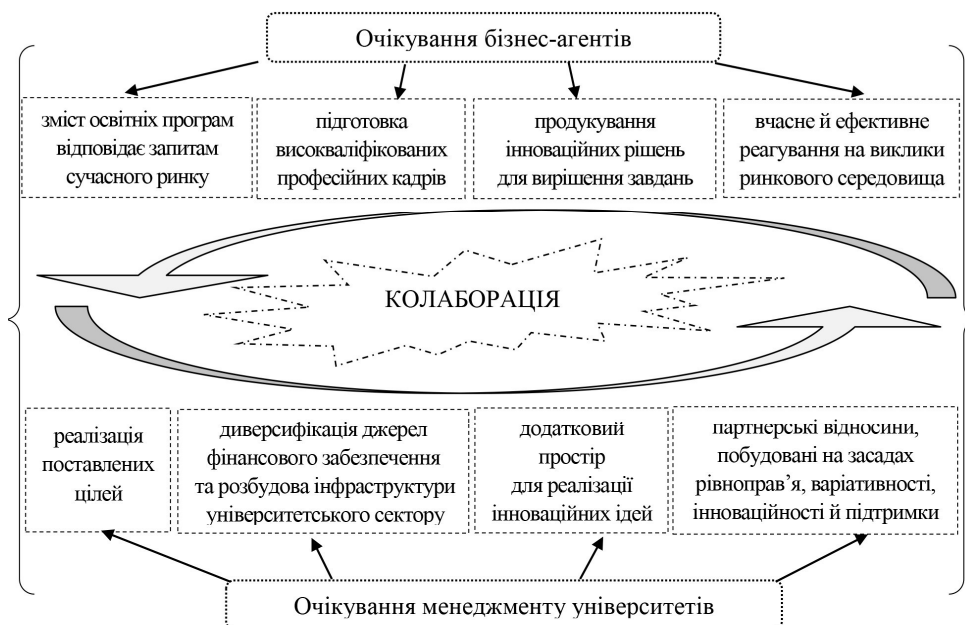 Очікування бізнес-агентів
зміст освітніх програм
відповідає запитам
сучасного ринку
підготовка
високваліфікованих
професійних кадрів
продукування
інноваційних рішень
для вирішення завдань
вчасне й ефективне
реагування на виклики
ринкового середовища
КОЛАБОРАЦІЯ
реалізація
поставлених
цілей
диверсифікація джерел
фінансового забезпечення
та розбудова інфраструктури
університетського сектору
додатковий
простір
для реалізації
інноваційних ідей
партнерські відносини,
побудовані на засадах
рівноправ’я, варіативності,
інноваційності й підтримки
Очікування менеджменту університетів